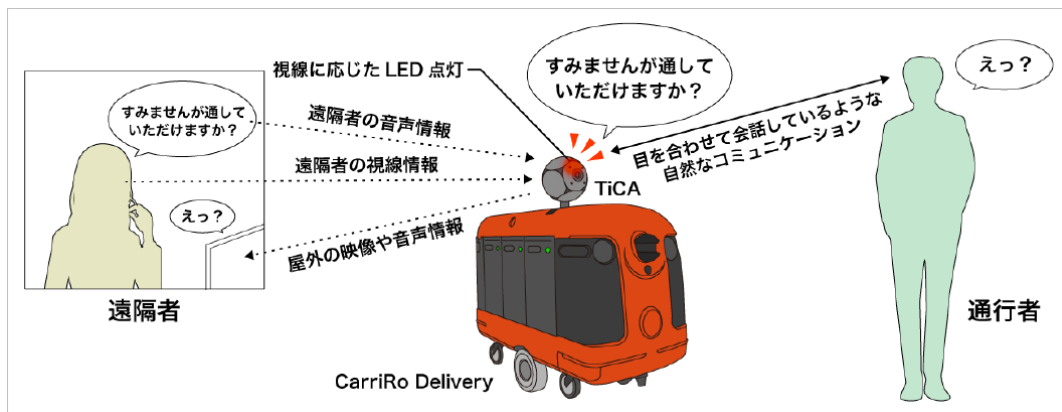 視線に応じた LED 点灯
すみませんが通して
いただけますか？
えっ？
すみませんが通して
いただけますか？
遠隔者の音声情報
目を合わせて会話しているような
自然なコミュニケーション
遠隔者の視線情報
TiCA
えっ？
屋外の映像や音声情報
遠隔者
通行者
CarriRo Delivery